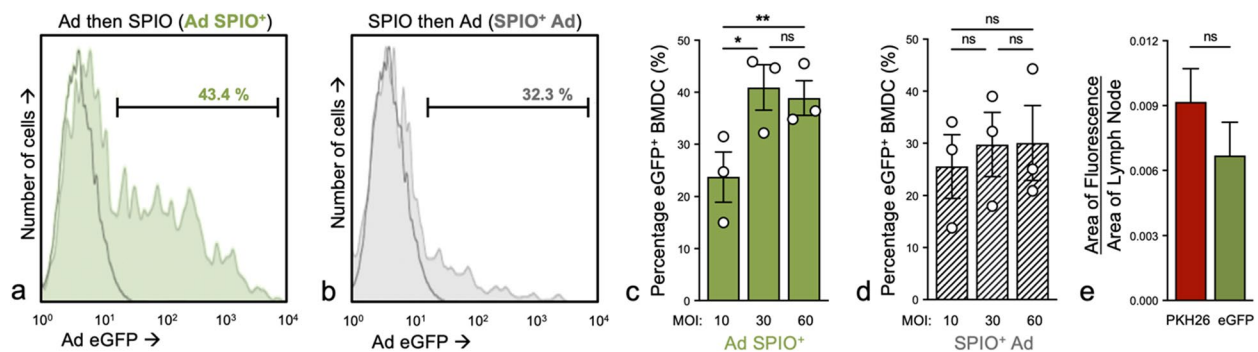 Ad then SPIO (Ad SPIO⁺)
43.4 %
Number of cells →
10⁰ 10¹ 10² 10³ 10⁴
Ad eGFP →
a
SPIO then Ad (SPIO⁺ Ad)
32.3 %
Number of cells →
10⁰ 10¹ 10² 10³ 10⁴
Ad eGFP →
b
**
* ns
Percentage eGFP⁺ BMDC (%)
50
40
30
20
10
0
MOI: 10 30 60
Ad SPIO⁺
c
ns
ns ns
Percentage eGFP⁺ BMDC (%)
50
40
30
20
10
0
MOI: 10 30 60
SPIO⁺ Ad
d
ns
Area of Fluorescence
Area of Lymph Node
0.012
0.009
0.006
0.003
0.000
PKH26 eGFP
e